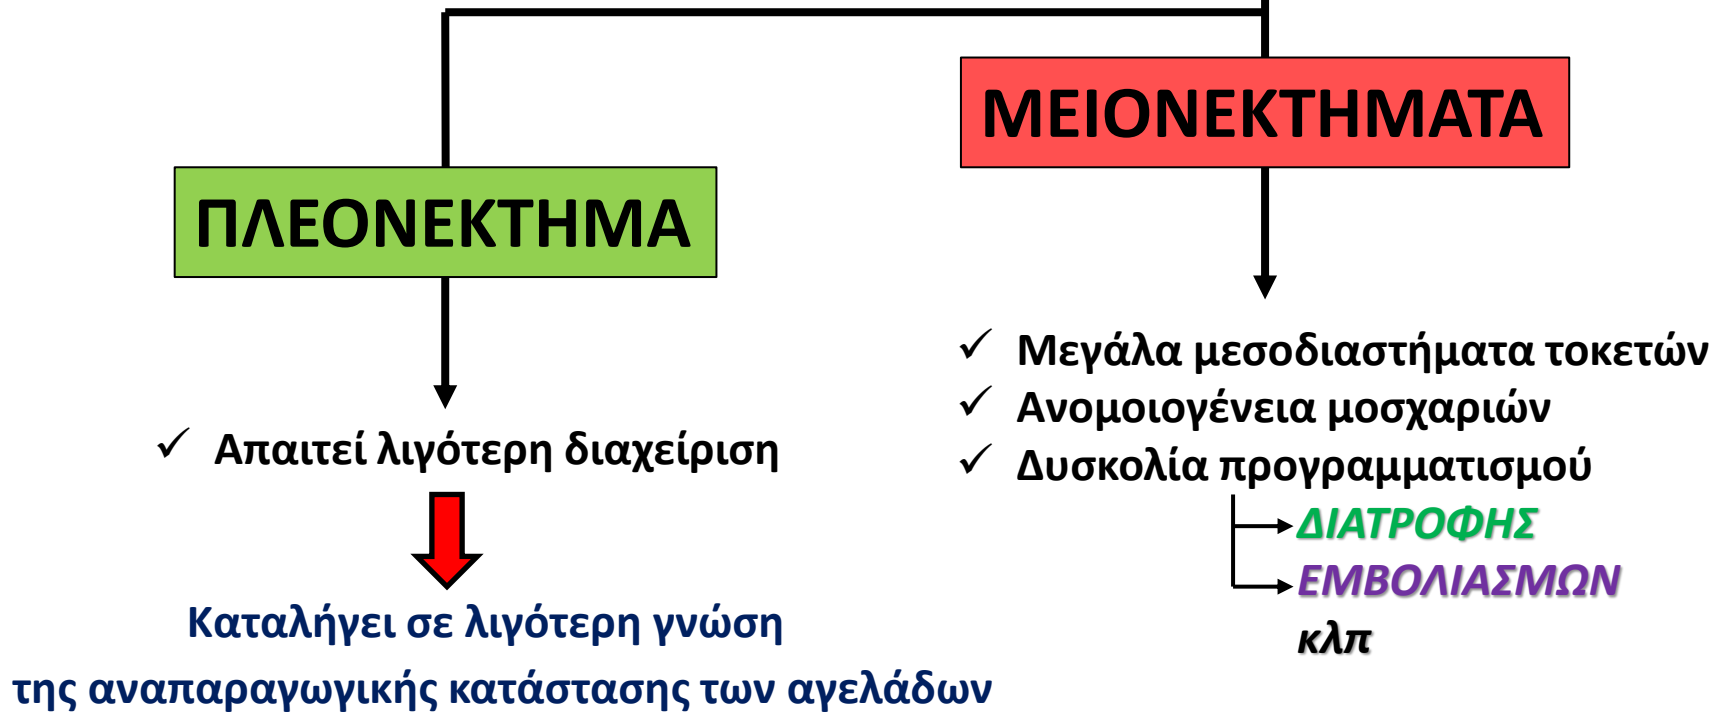 ΠΛΕΟΝΕΚΤΗΜΑ
✓ Απαιτεί λιγότερη διαχείριση
Καταλήγει σε λιγότερη γνώση
της αναπαραγωγικής κατάστασης των αγελάδων
ΜΕΙΟΝΕΚΤΗΜΑΤΑ
✓ Μεγάλα μεσοδιαστήματα τοκετών
✓ Ανομοιογένεια μοσχαριών
✓ Δυσκολία προγραμματισμού
ΔΙΑΤΡΟΦΗΣ
ΕΜΒΟΛΙΑΣΜΩΝ
κλπ